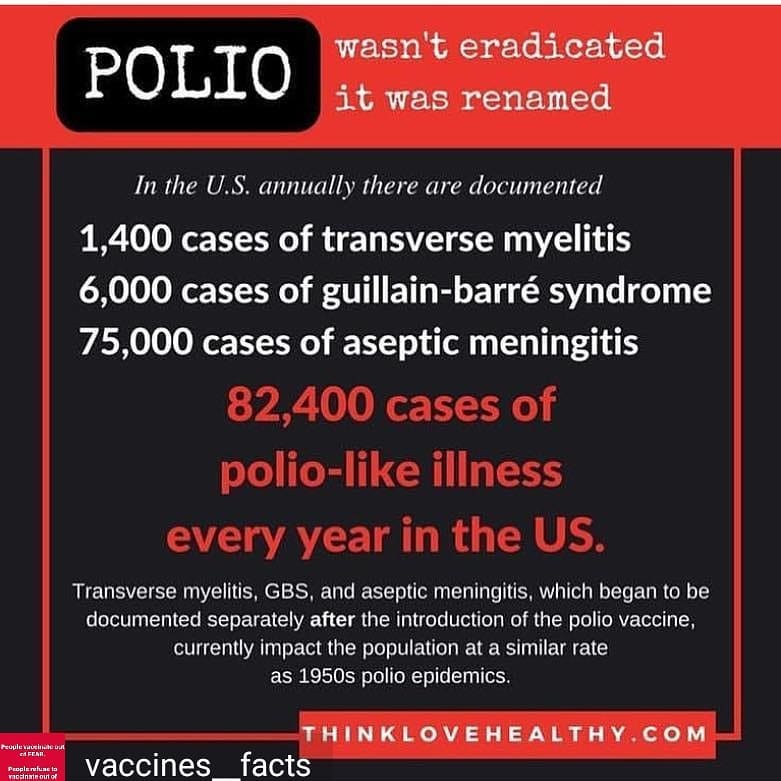 POLIO
wasn't eradicated
it was renamed
In the U.S. annually there are documented
1,400 cases of transverse myelitis
6,000 cases of guillain-barré syndrome
75,000 cases of aseptic meningitis
82,400 cases of
polio-like illness
every year in the US.
Transverse myelitis, GBS, and aseptic meningitis, which began to be
documented separately after the introduction of the polio vaccine,
currently impact the population at a similar rate
as 1950s polio epidemics.
THINKLOVEHEALTHY.COM
People vaccinate out
of FEAR.
People refuse to
vaccinate out of
vaccines__facts